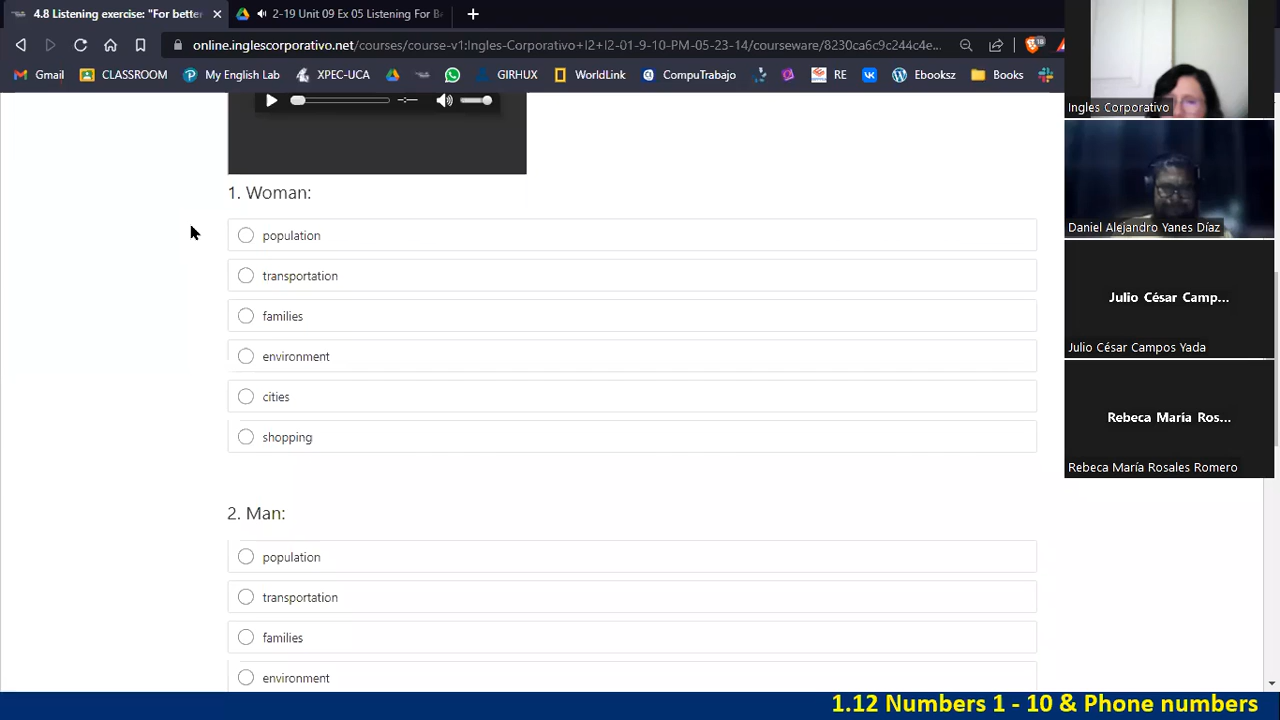 4.8 Listening exercise: "For better
2-19 Unit 09 Ex 05 Listening For Be
online.inglescorporativo.net/courses/course-v1:Ingles-Corporativo+I2+I2-01-9-10-PM-05-23-14/courseware/8230ca6c9c244c4e...
18
Gmail CLASSROOM My English Lab XPEC-UCA GIRHUX WorldLink CompuTrabajo RE Ebooksz Books
Ingles Corporativo
Daniel Alejandro Yanes Díaz
Julio César Camp...
Julio César Campos Yada
Rebeca María Ros...
Rebeca María Rosales Romero
1. Woman:
population
transportation
families
environment
cities
shopping
2. Man:
population
transportation
families
environment
1.12 Numbers 1 - 10 & Phone numbers